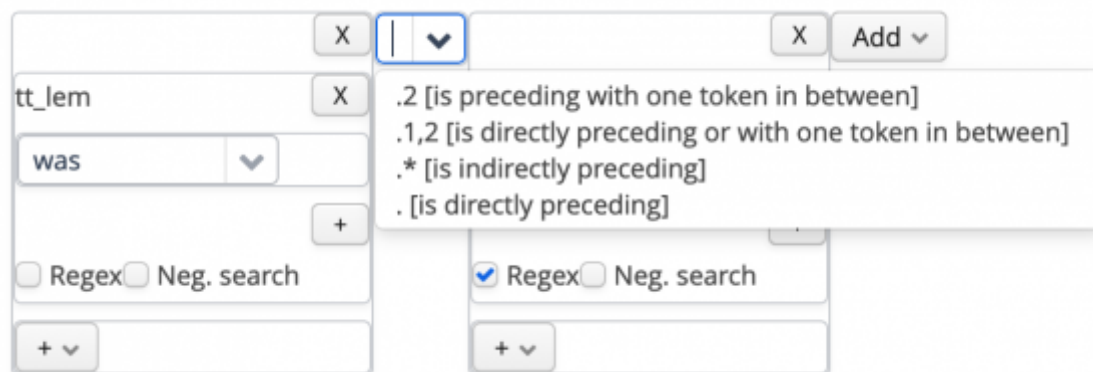 X X Add
tt_lem X
.2 [is preceding with one token in between]
.1,2 [is directly preceding or with one token in between]
.* [is indirectly preceding]
. [is directly preceding]
was
+
Regex Neg. search Regex Neg. search
+ +